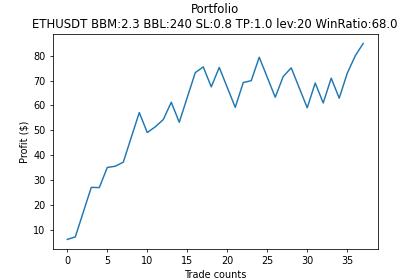 Portfolio
ETHUSDT BBM:2.3 BBL:240 SL:0.8 TP:1.0 lev:20 WinRatio:68.0
Profit ($)
80
70
60
50
40
30
20
10
0 5 10 15 20 25 30 35
Trade counts